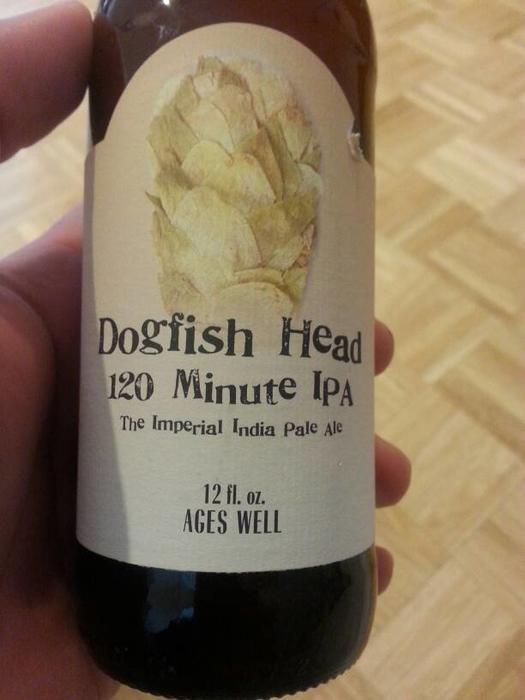 Dogfish Head
120 Minute IPA
The Imperial India Pale Ale
12 fl. oz.
AGES WELL